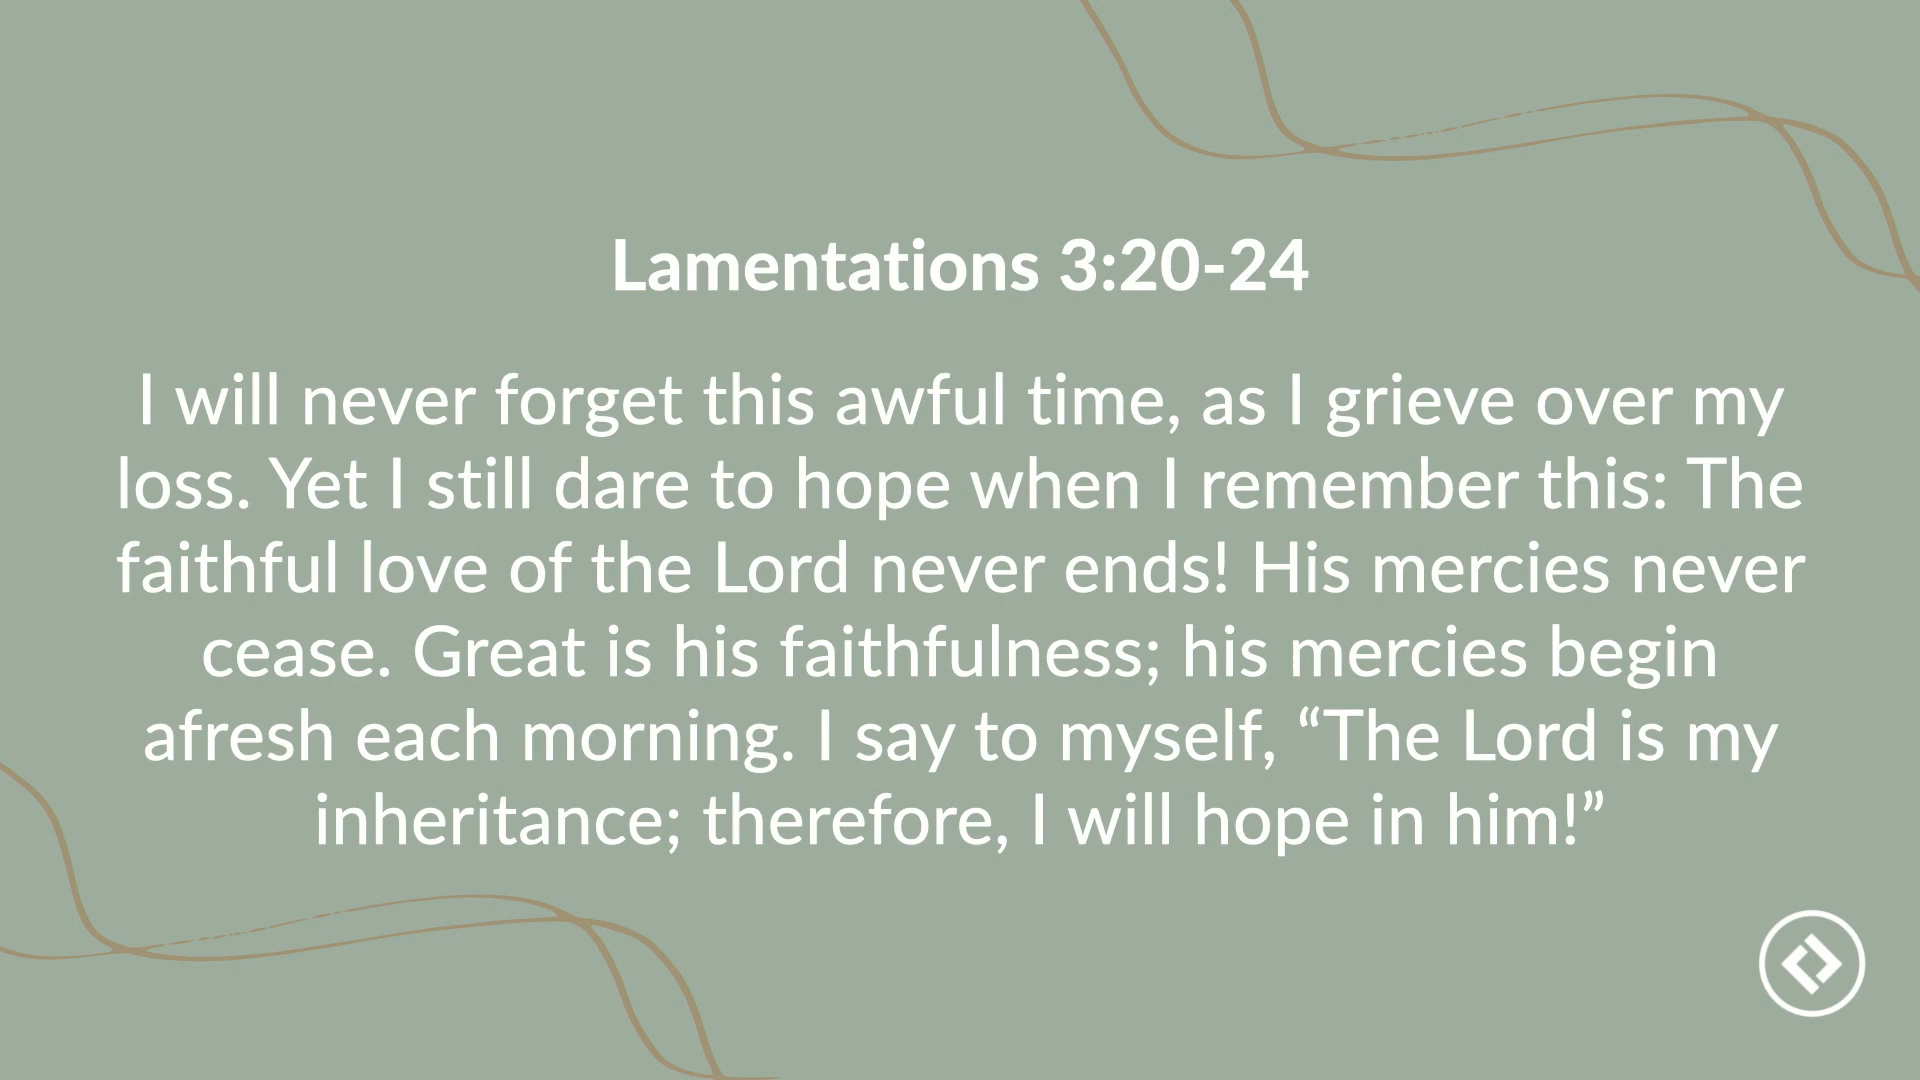 Lamentations 3:20-24
I will never forget this awful time, as I grieve over my
loss. Yet I still dare to hope when I remember this: The
faithful love of the Lord never ends! His mercies never
cease. Great is his faithfulness; his mercies begin
afresh each morning. I say to myself, “The Lord is my
inheritance; therefore, I will hope in him!”